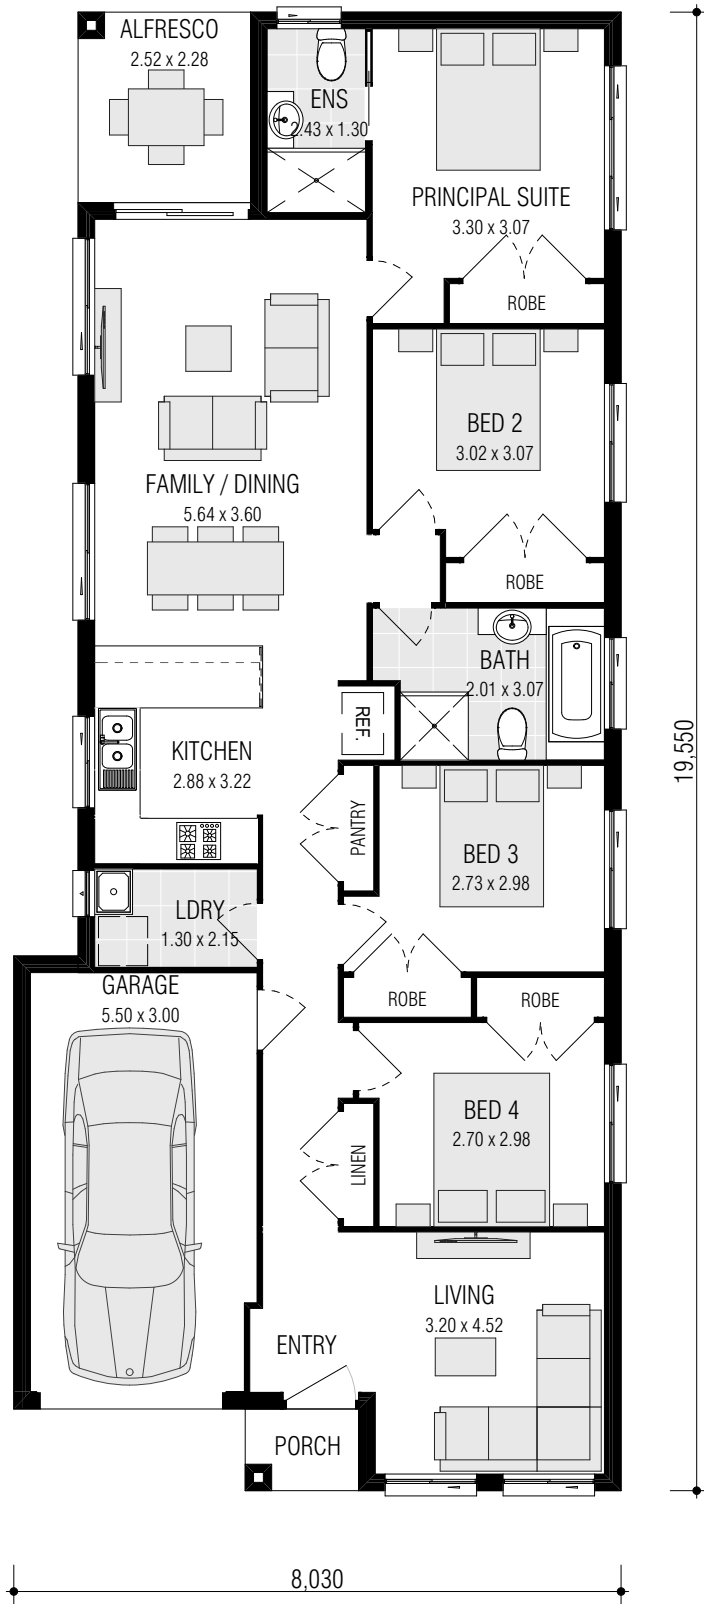 ALFRESCO
2.52 x 2.28
ENS
2.43 x 1.30
PRINCIPAL SUITE
3.30 x 3.07
ROBE
BED 2
3.02 x 3.07
FAMILY / DINING
5.64 x 3.60
ROBE
BATH
2.01 x 3.07
REF.
KITCHEN
2.88 x 3.22
19,550
PANTRY
BED 3
2.73 x 2.98
LDRY
1.30 x 2.15
GARAGE
5.50 x 3.00
ROBE
ROBE
BED 4
2.70 x 2.98
LINEN
LIVING
3.20 x 4.52
ENTRY
PORCH
8,030